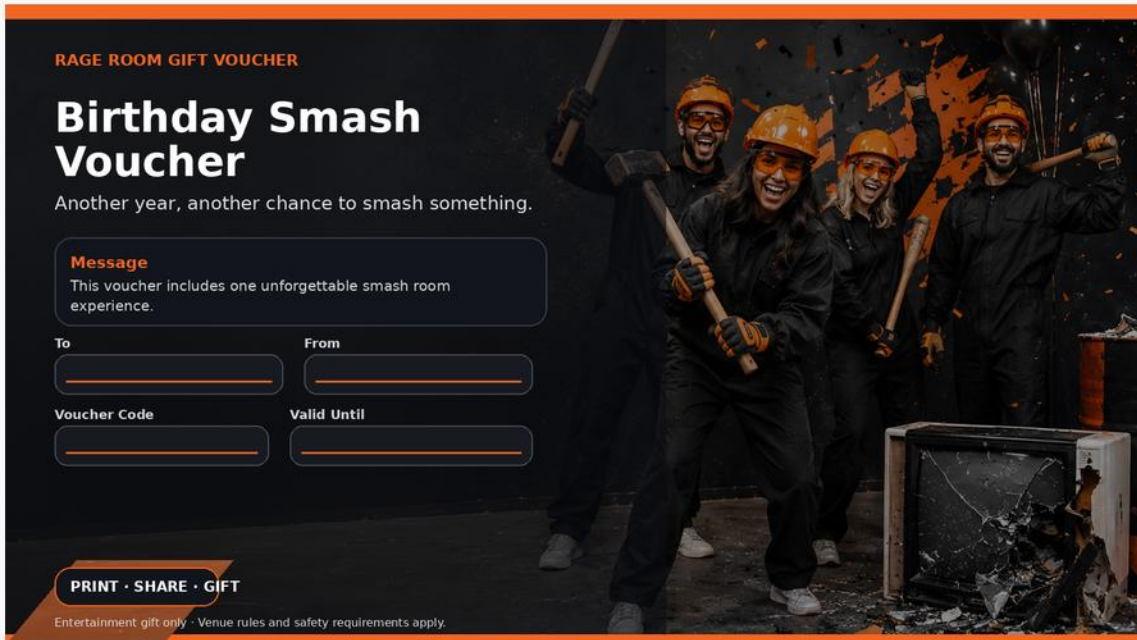 RAGE ROOM GIFT VOUCHER
Birthday Smash
Voucher
Another year, another chance to smash something.
Message
This voucher includes one unforgettable smash room
experience.
To
From
Voucher Code
Valid Until
PRINT · SHARE · GIFT
Entertainment gift only · Venue rules and safety requirements apply.